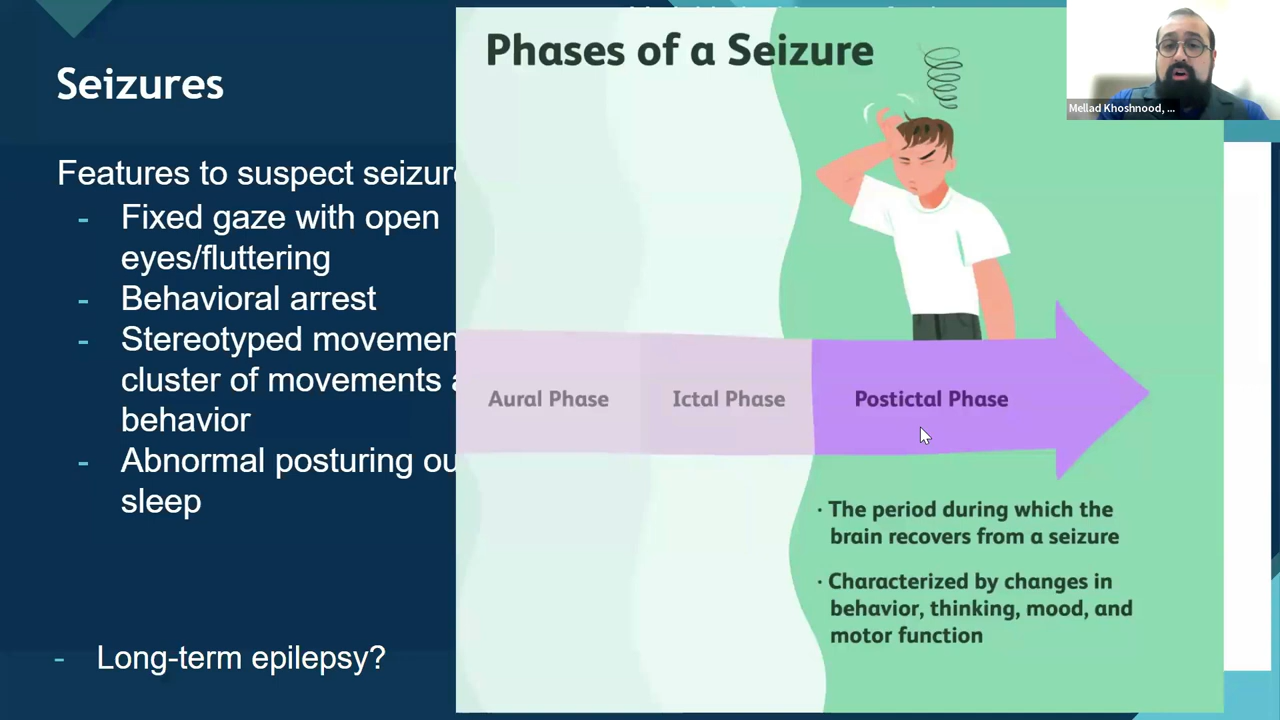 Seizures
Features to suspect seizur
- Fixed gaze with open
eyes/fluttering
- Behavioral arrest
- Stereotyped movemen
cluster of movements
behavior
- Abnormal posturing ou
sleep
- Long-term epilepsy?
Phases of a Seizure
Aural Phase
Ictal Phase
Postictal Phase
· The period during which the
brain recovers from a seizure
· Characterized by changes in
behavior, thinking, mood, and
motor function
Mellad Khoshnood, ...